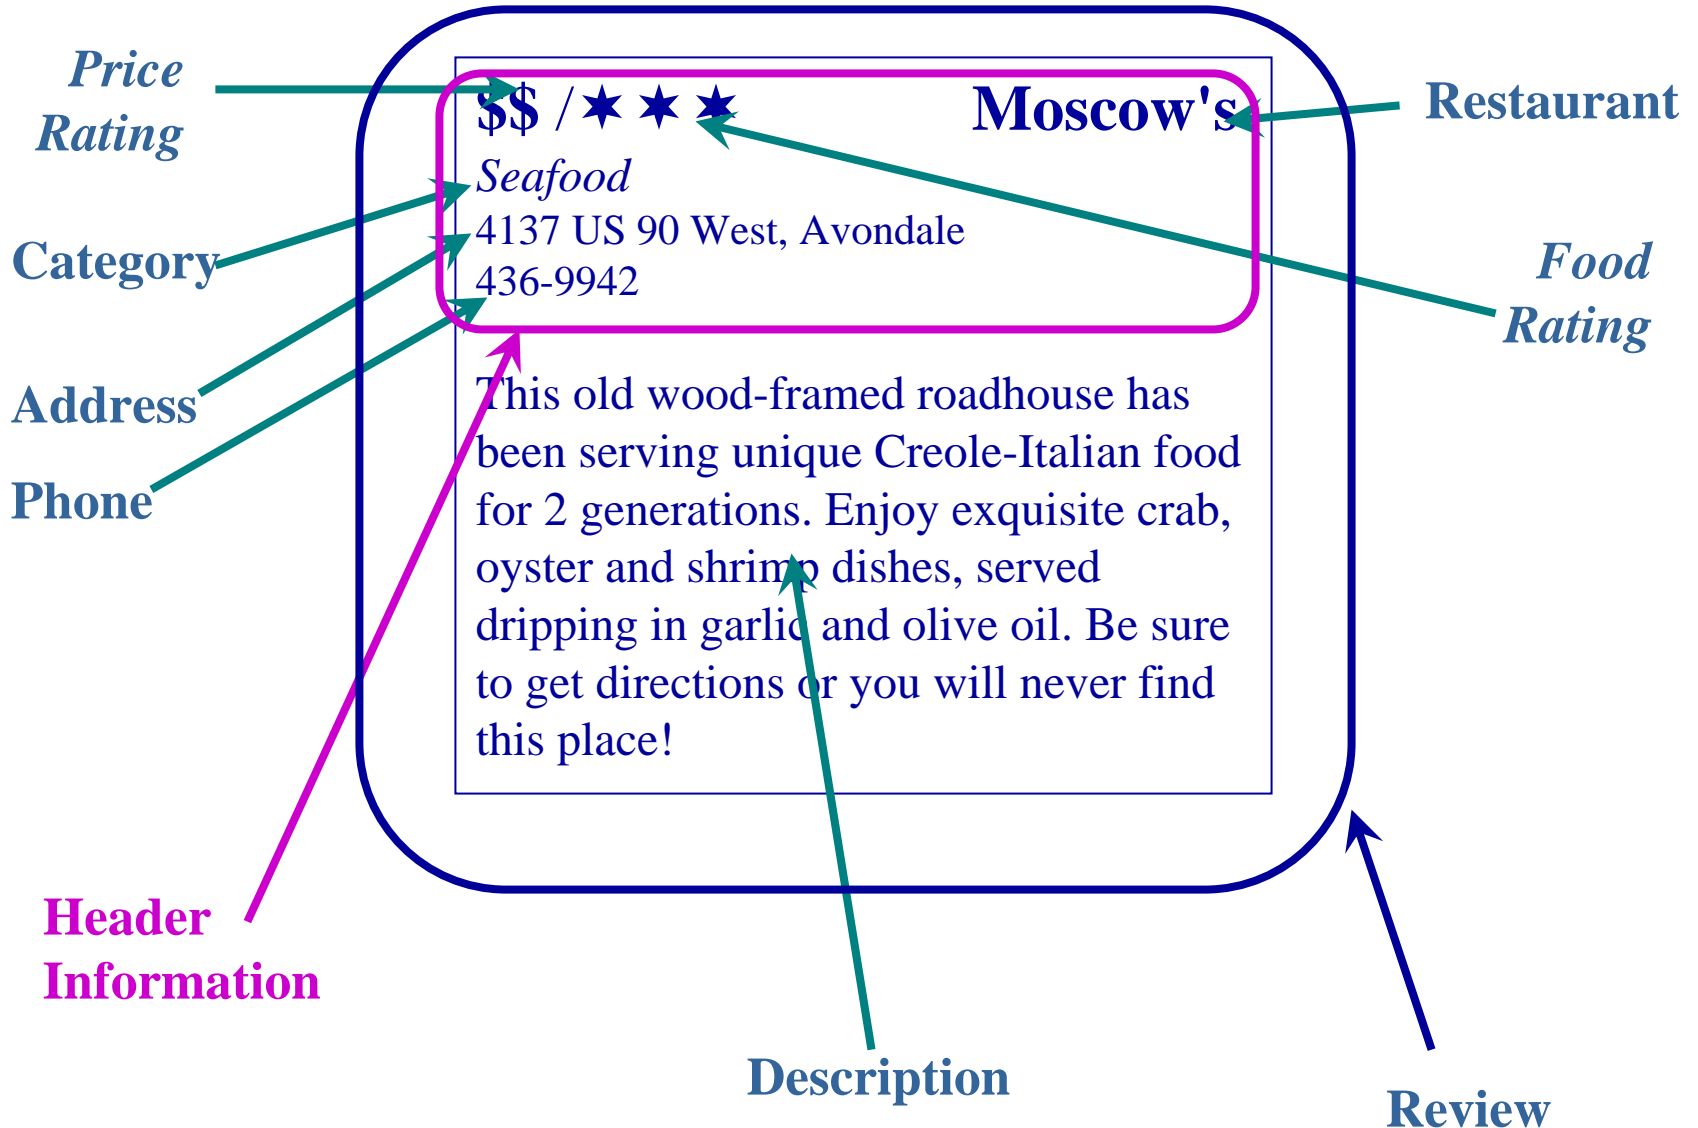 Price
Rating
$$ /✶ ✶ ✶ Moscow's
Restaurant
Seafood
4137 US 90 West, Avondale
436-9942
Category
Food
Rating
Address
Phone
This old wood-framed roadhouse has
been serving unique Creole-Italian food
for 2 generations. Enjoy exquisite crab,
oyster and shrimp dishes, served
dripping in garlic and olive oil. Be sure
to get directions or you will never find
this place!
Header
Information
Description
Review